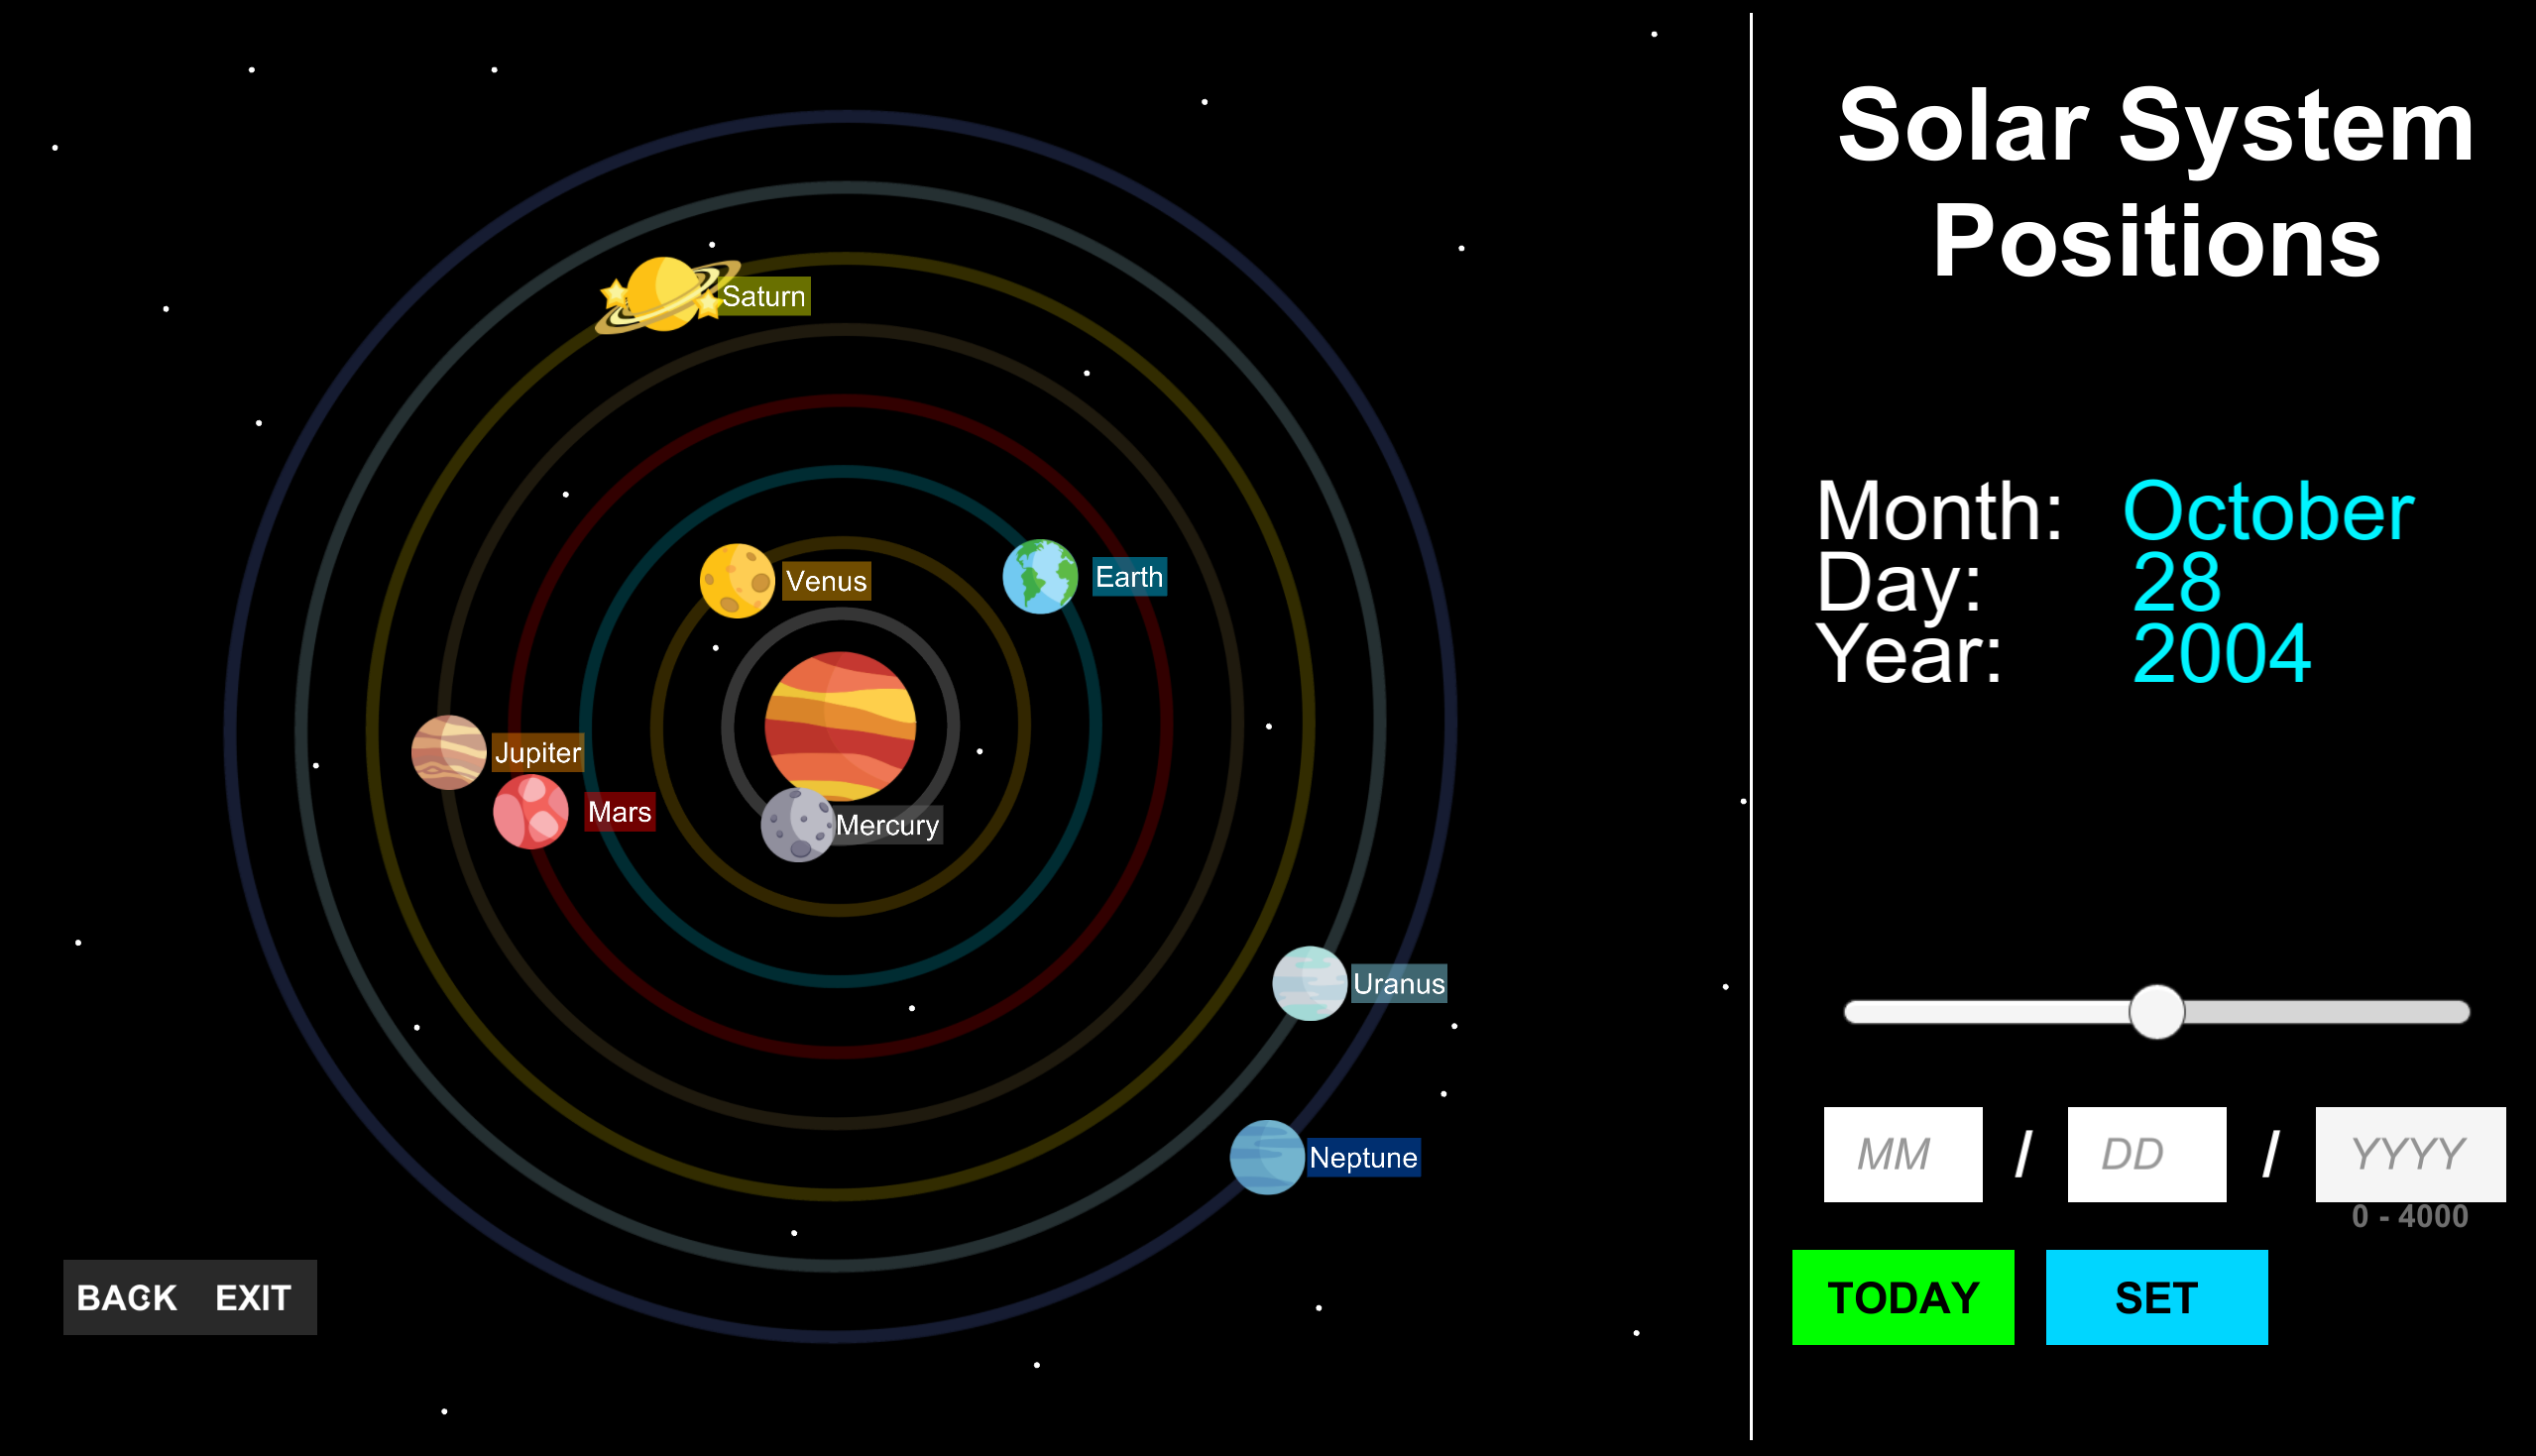 Solar System
Positions
Saturn
Venus
Earth
Jupiter
Mars
Mercury
Uranus
Neptune
Month: October
Day: 28
Year: 2004
MM / DD / YYYY
0 - 4000
BACK EXIT
TODAY SET